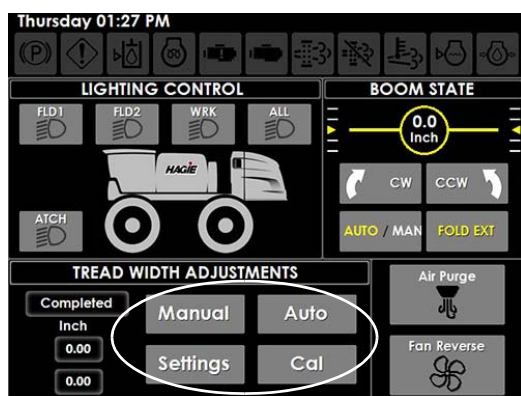 Thursday 01:27 PM
(P)
LIGHTING CONTROL
FLD1 FLD2 WRK ALL
HAGIE
ATCH
BOOM STATE
0.0
Inch
CW CCW
AUTO / MAN FOLD EXT
TREAD WIDTH ADJUSTMENTS
Completed
Inch
0.00
0.00
Manual Auto
Settings Cal
Air Purge
Fan Reverse